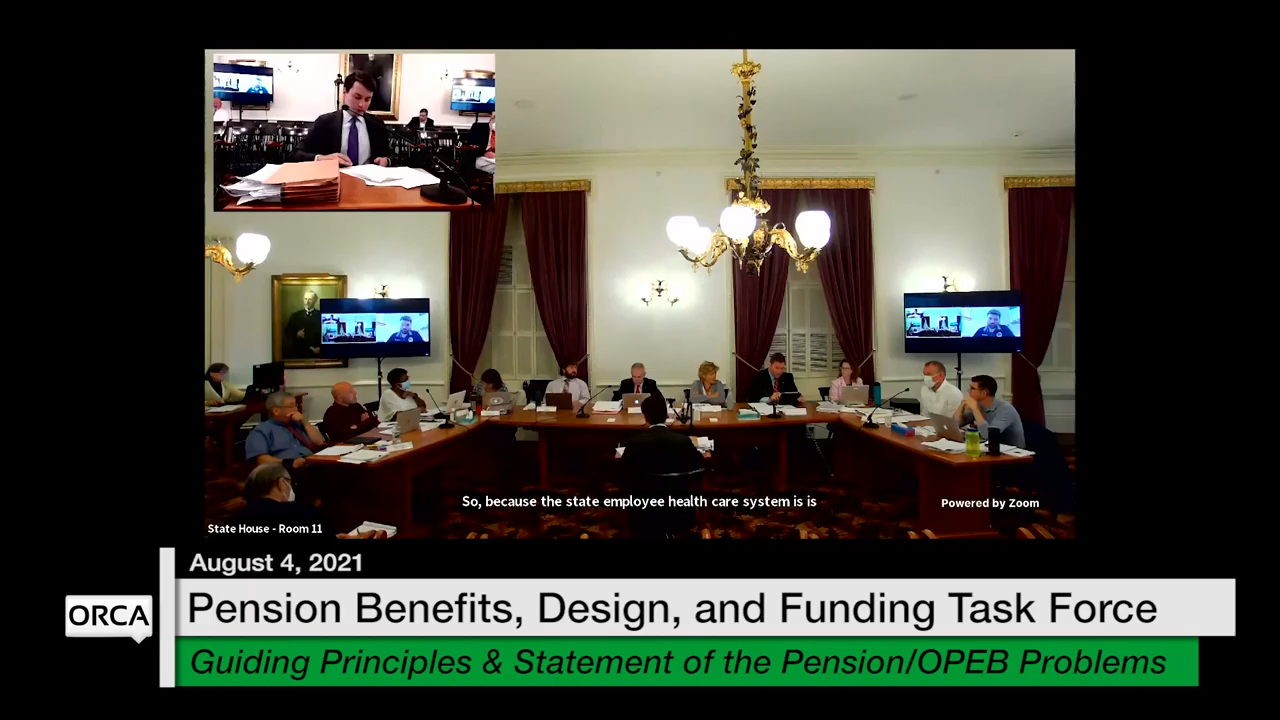 So, because the state employee health care system is is
Powered by Zoom
State House - Room 11
August 4, 2021
ORCA
Pension Benefits, Design, and Funding Task Force
Guiding Principles & Statement of the Pension/OPEB Problems